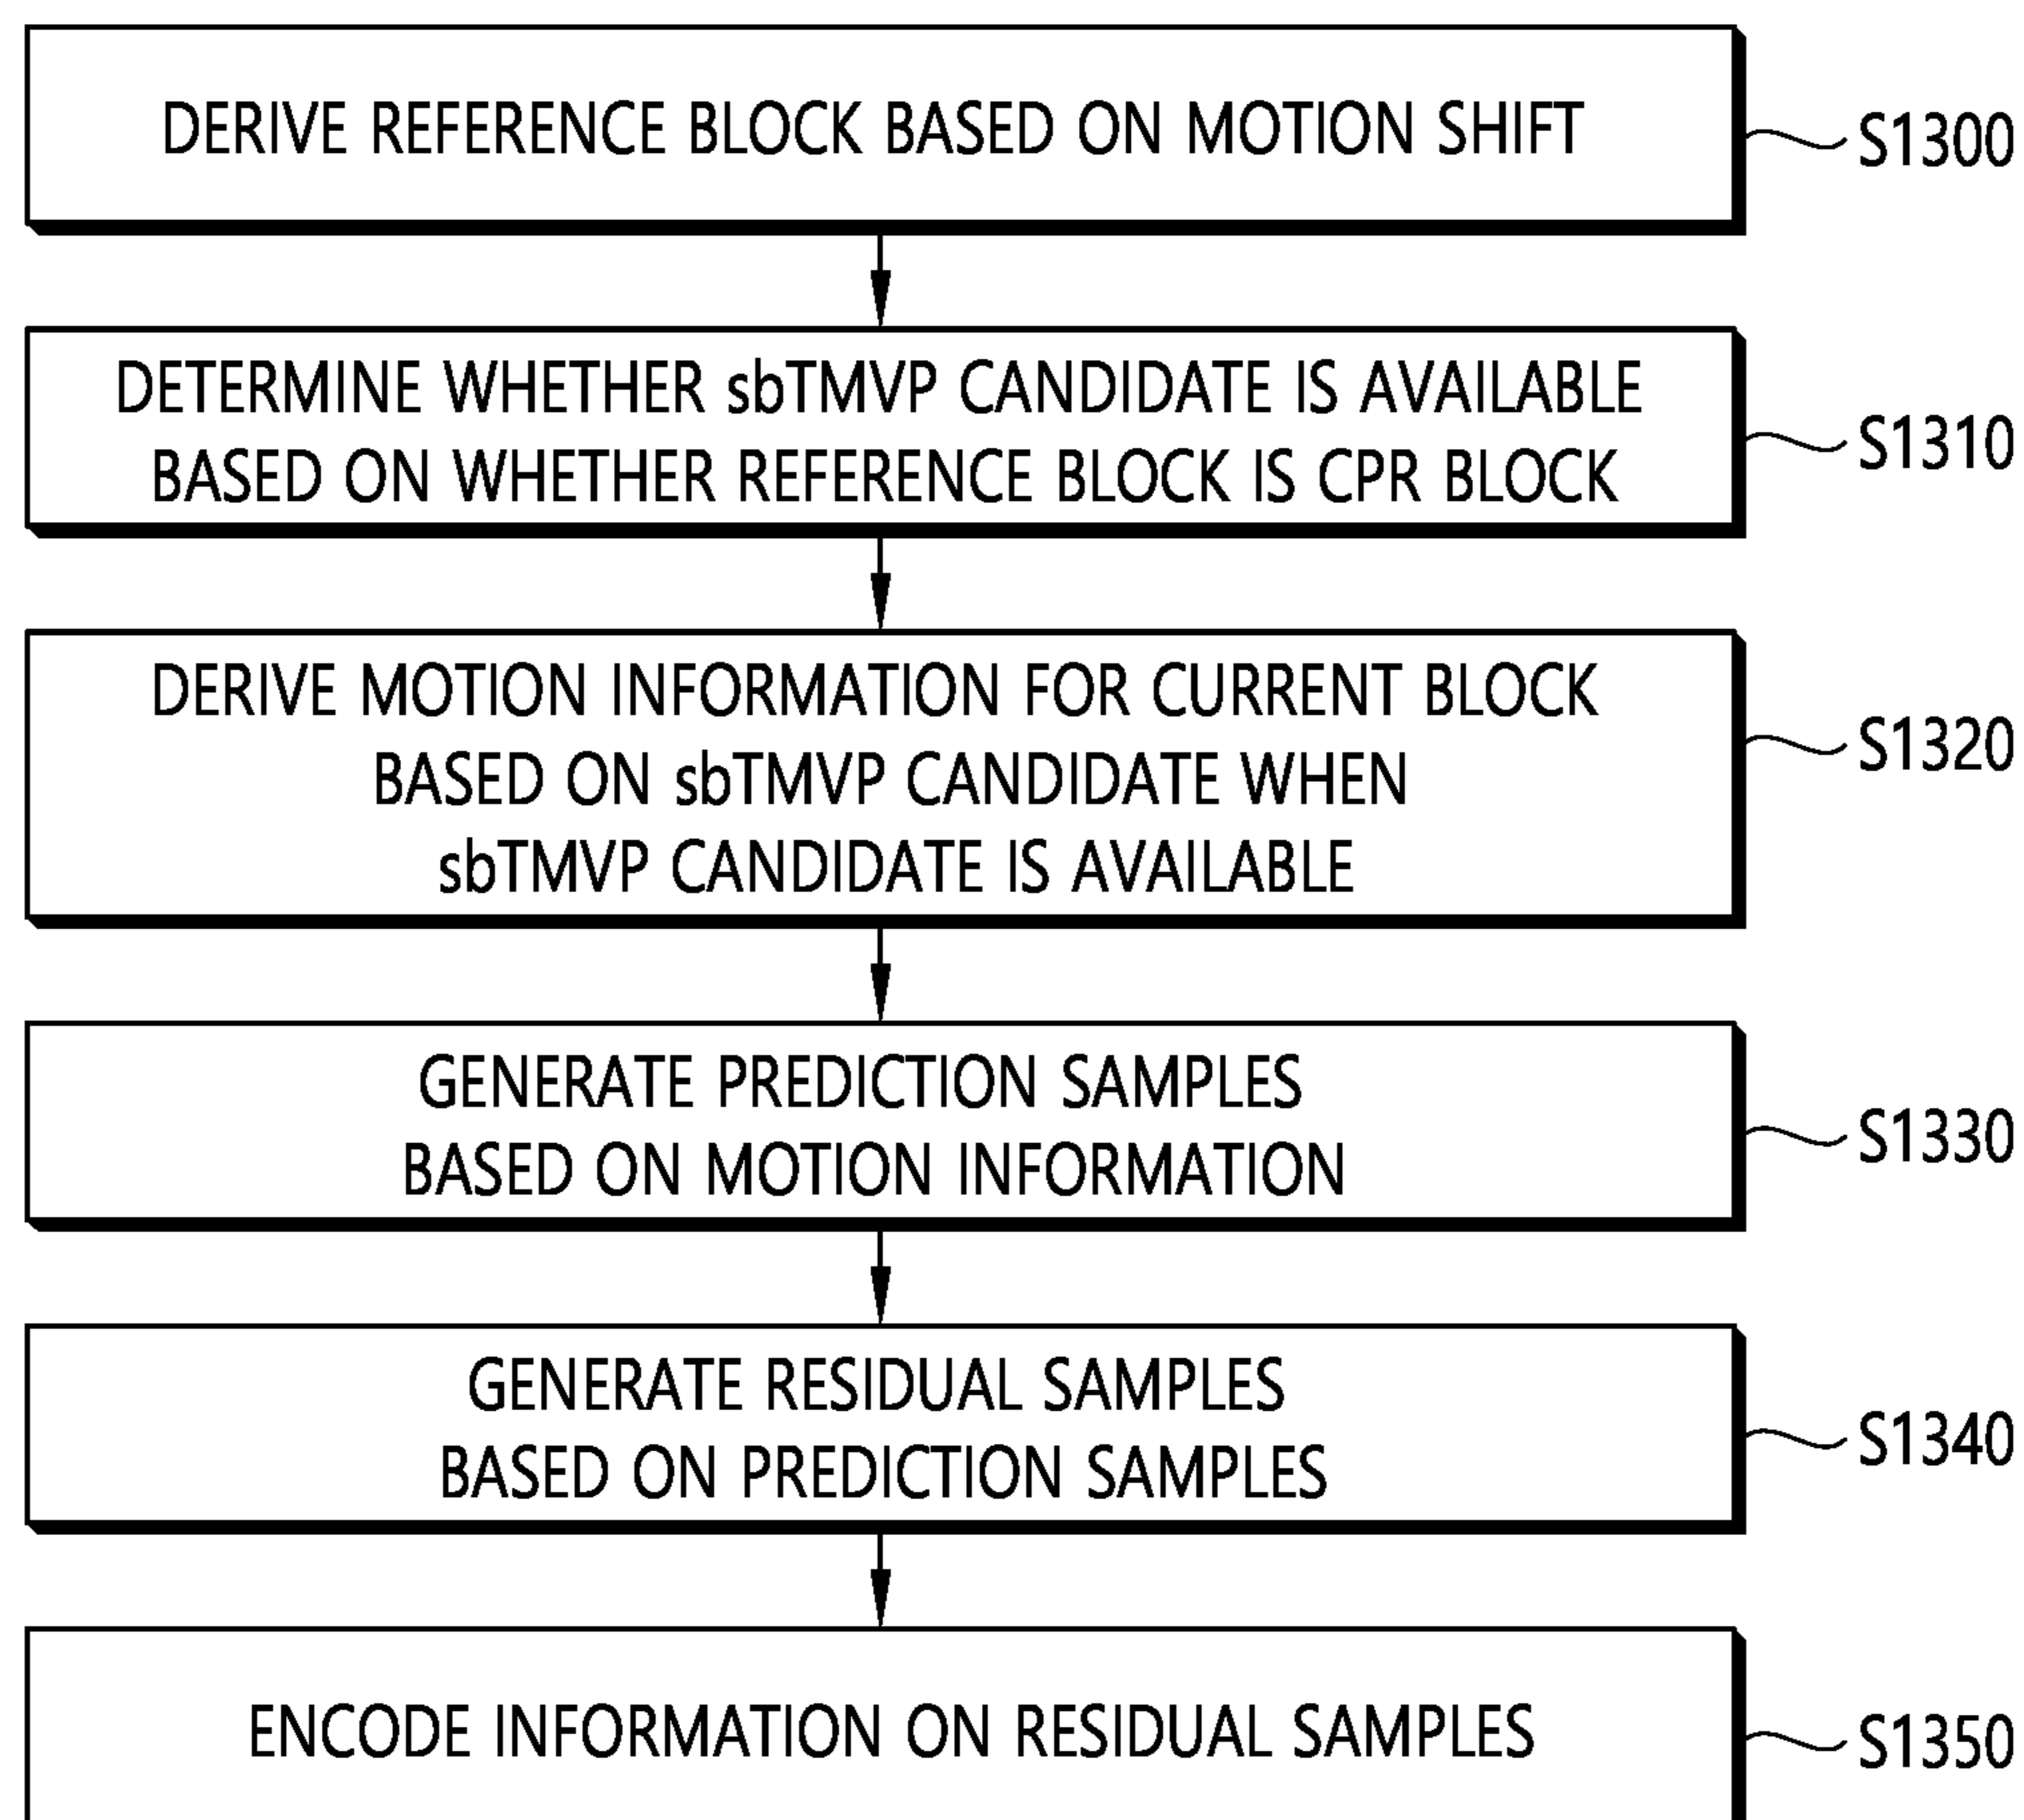 DERIVE REFERENCE BLOCK BASED ON MOTION SHIFT
S1300
DETERMINE WHETHER sbTMVP CANDIDATE IS AVAILABLE
BASED ON WHETHER REFERENCE BLOCK IS CPR BLOCK
S1310
DERIVE MOTION INFORMATION FOR CURRENT BLOCK
BASED ON sbTMVP CANDIDATE WHEN
sbTMVP CANDIDATE IS AVAILABLE
S1320
GENERATE PREDICTION SAMPLES
BASED ON MOTION INFORMATION
S1330
GENERATE RESIDUAL SAMPLES
BASED ON PREDICTION SAMPLES
S1340
ENCODE INFORMATION ON RESIDUAL SAMPLES
S1350